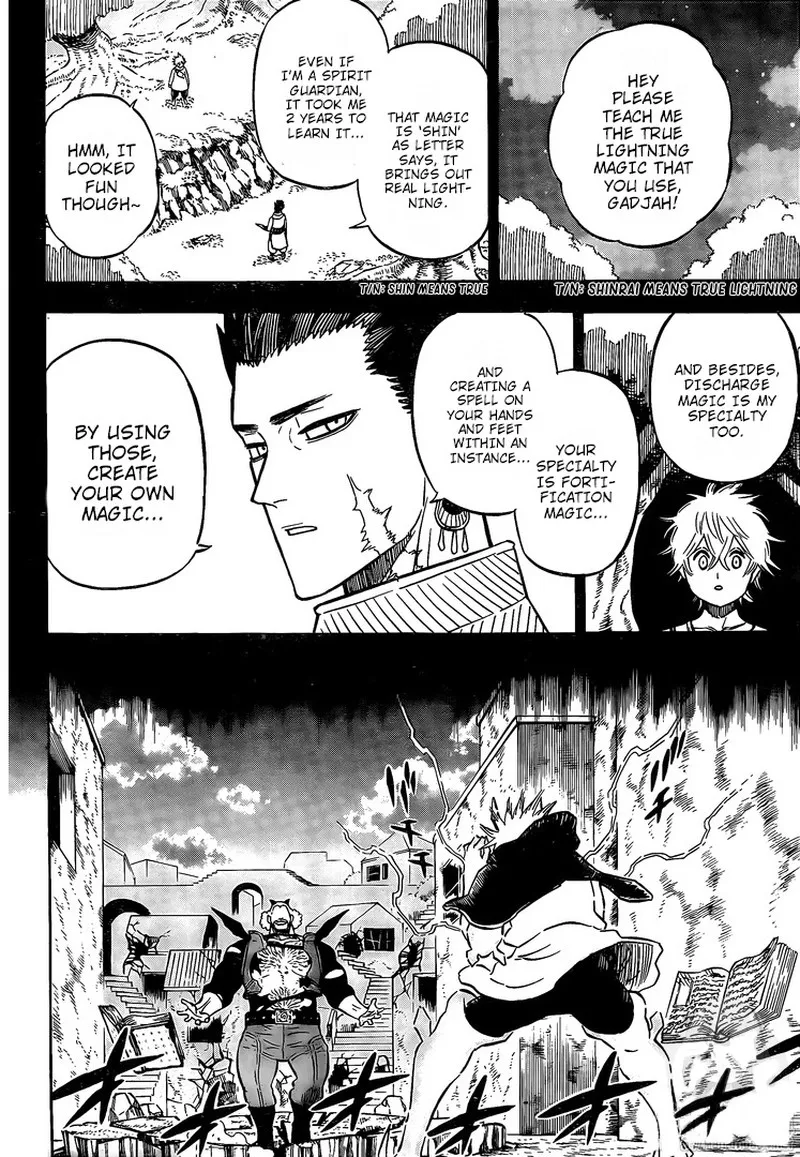 HEY
PLEASE
TEACH ME
THE TRUE
LIGHTNING
MAGIC THAT
YOU USE,
GADJAH!
T/N: SHINRAI MEANS TRUE LIGHTNING
THAT MAGIC
IS 'SHIN'
AS LETTER
SAYS, IT
BRINGS OUT
REAL LIGHT-
NING.
EVEN IF
I'M A SPIRIT
GUARDIAN,
IT TOOK ME
2 YEARS TO
LEARN IT...
HMM, IT
LOOKED
FUN
THOUGH~
T/N: SHIN MEANS TRUE
AND BESIDES,
DISCHARGE
MAGIC IS MY
SPECIALTY
TOO.
YOUR
SPECIALTY
IS FORTI-
FICATION
MAGIC...
AND
CREATING A
SPELL ON
YOUR HANDS
AND FEET
WITHIN AN
INSTANCE...
BY USING
THOSE,
CREATE
YOUR OWN
MAGIC...